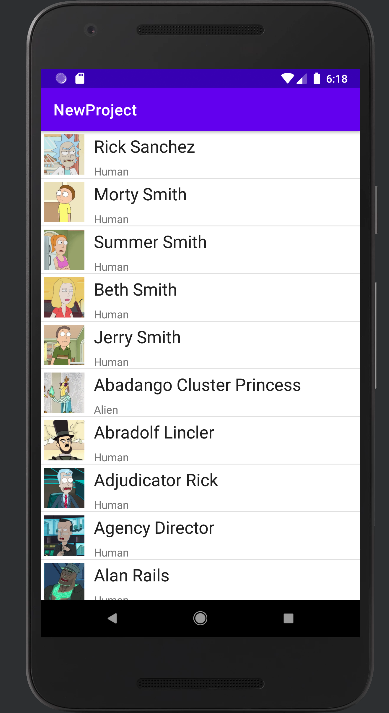 6:18
NewProject
Rick Sanchez
Human
Morty Smith
Human
Summer Smith
Human
Beth Smith
Human
Jerry Smith
Human
Abadango Cluster Princess
Alien
Abradolf Lincler
Human
Adjudicator Rick
Human
Agency Director
Human
Alan Rails
Human